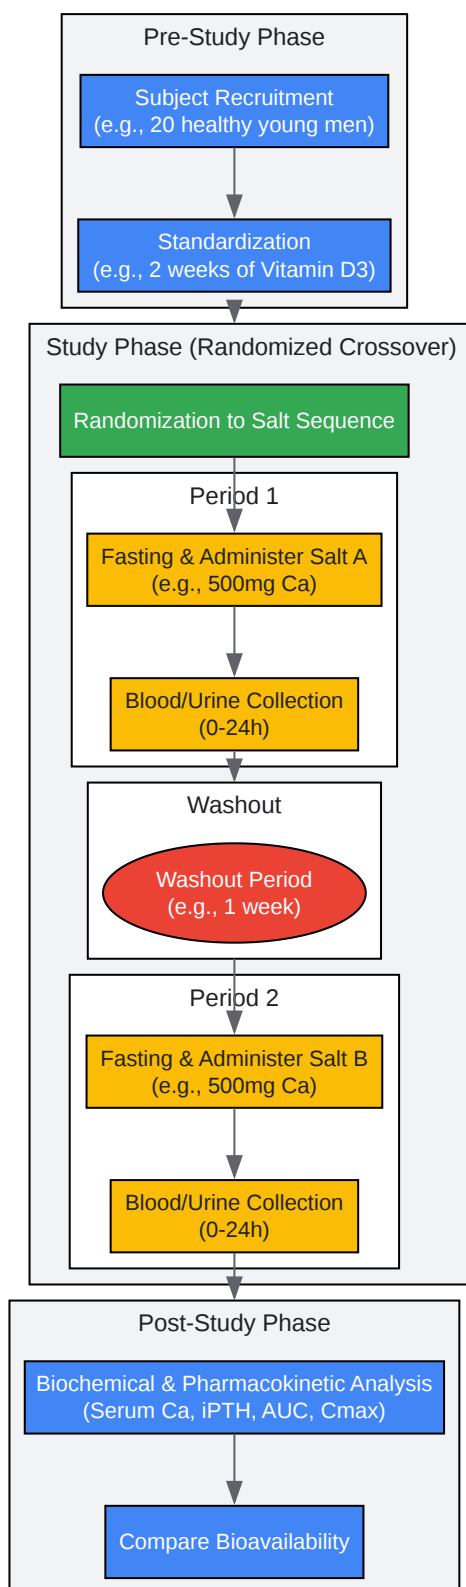 Pre-Study Phase
Subject Recruitment
(e.g., 20 healthy young men)
Standardization
(e.g., 2 weeks of Vitamin D3)
Study Phase (Randomized Crossover)
Randomization to Salt Sequence
Period 1
Fasting & Administer Salt A
(e.g., 500mg Ca)
Blood/Urine Collection
(0-24h)
Washout
Washout Period
(e.g., 1 week)
Period 2
Fasting & Administer Salt B
(e.g., 500mg Ca)
Blood/Urine Collection
(0-24h)
Post-Study Phase
Biochemical & Pharmacokinetic Analysis
(Serum Ca, iPTH, AUC, Cmax)
Compare Bioavailability